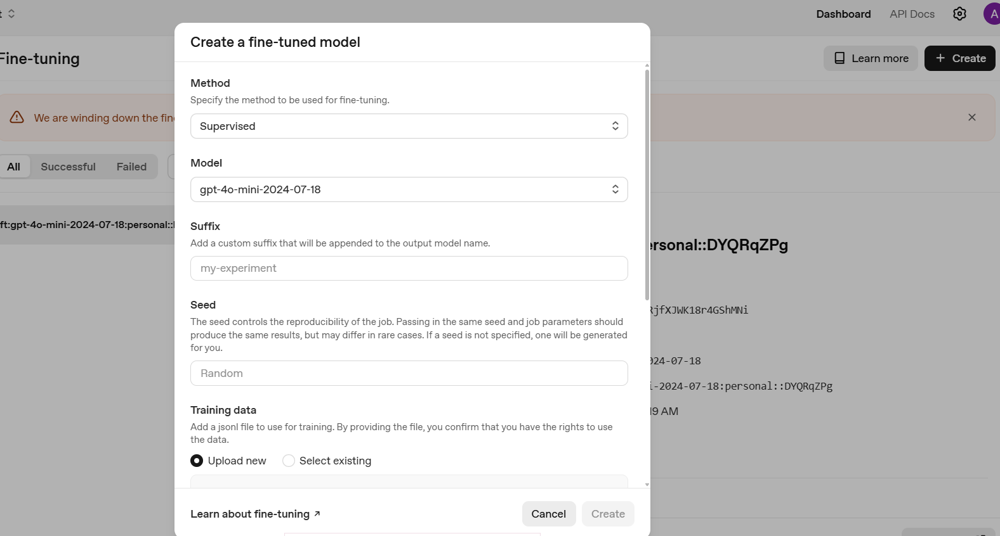 Dashboard
API Docs
A
Create a fine-tuned model
Fine-tuning
Learn more
+ Create
Method
Specify the method to be used for fine-tuning.
We are winding down the fin
Supervised
Model
All
Successful
Failed
gpt-4o-mini-2024-07-18
ft:gpt-4o-mini-2024-07-18:personal::
Suffix
Add a custom suffix that will be appended to the output model name.
ersonal::DYQRqZPg
my-experiment
Seed
RjfXJWK18r4GShMNi
The seed controls the reproducibility of the job. Passing in the same seed and job parameters should
produce the same results, but may differ in rare cases. If a seed is not specified, one will be generated
for you.
024-07-18
Random
i-2024-07-18:personal::DYQRqZPg
Training data
19 AM
Add a jsonl file to use for training. By providing the file, you confirm that you have the rights to use
the data.
Upload new
Select existing
Learn about fine-tuning
Cancel
Create